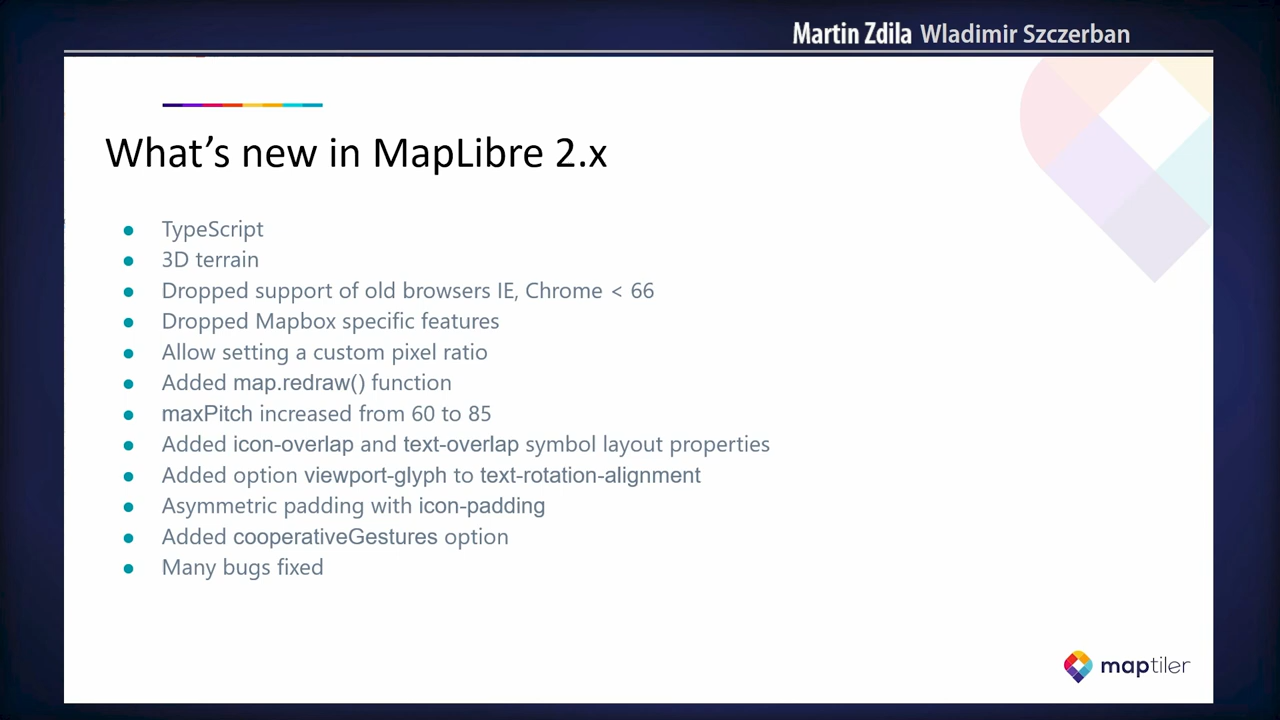 Martin Zdila Wladimir Szczerban
What's new in MapLibre 2.x
● TypeScript
● 3D terrain
● Dropped support of old browsers IE, Chrome < 66
● Dropped Mapbox specific features
● Allow setting a custom pixel ratio
● Added map.redraw() function
● maxPitch increased from 60 to 85
● Added icon-overlap and text-overlap symbol layout properties
● Added option viewport-glyph to text-rotation-alignment
● Asymmetric padding with icon-padding
● Added cooperativeGestures option
● Many bugs fixed
maptiler